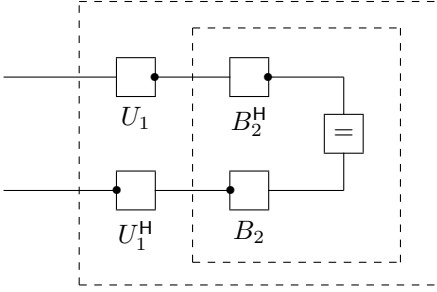 U₁ B₂ᴴ
=
U₁ᴴ B₂